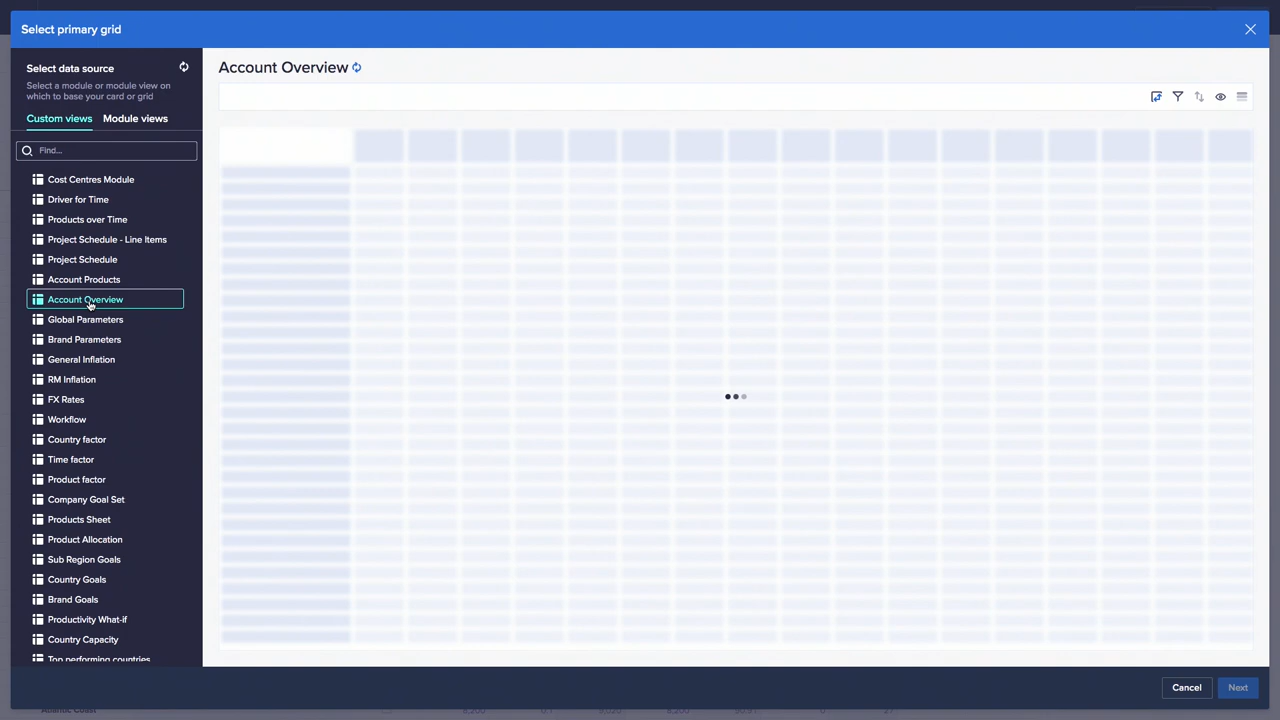 Select primary grid
Select data source
Select a module or module view on
which to base your card or grid
Custom views
Module views
Find...
Cost Centres Module
Driver for Time
Products over Time
Project Schedule - Line Items
Project Schedule
Account Products
Account Overview
Global Parameters
Brand Parameters
General Inflation
RM Inflation
FX Rates
Workflow
Country factor
Time factor
Product factor
Company Goal Set
Products Sheet
Product Allocation
Sub Region Goals
Country Goals
Brand Goals
Productivity What-if
Country Capacity
Top performing countries
Account Overview
Cancel
Next